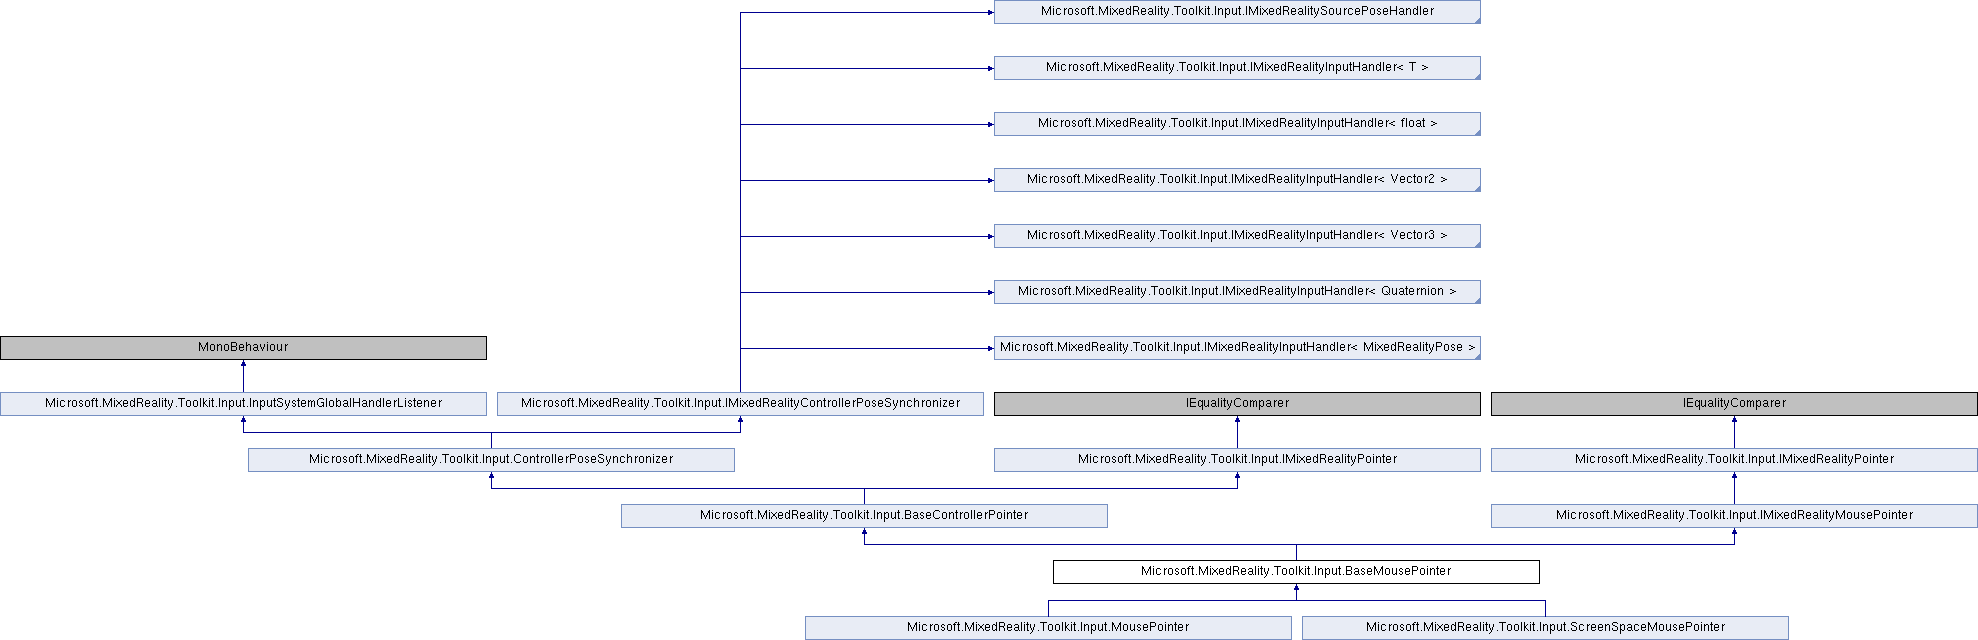 Microsoft.MixedReality.Toolkit.Input.IMixedRealitySourcePoseHandler
Microsoft.MixedReality.Toolkit.Input.IMixedRealityInputHandler< T >
Microsoft.MixedReality.Toolkit.Input.IMixedRealityInputHandler< float >
Microsoft.MixedReality.Toolkit.Input.IMixedRealityInputHandler< Vector2 >
Microsoft.MixedReality.Toolkit.Input.IMixedRealityInputHandler< Vector3 >
Microsoft.MixedReality.Toolkit.Input.IMixedRealityInputHandler< Quaternion >
MonoBehaviour
Microsoft.MixedReality.Toolkit.Input.IMixedRealityInputHandler< MixedRealityPose >
Microsoft.MixedReality.Toolkit.Input.InputSystemGlobalHandlerListener
Microsoft.MixedReality.Toolkit.Input.IMixedRealityControllerPoseSynchronizer
IEqualityComparer
IEqualityComparer
Microsoft.MixedReality.Toolkit.Input.ControllerPoseSynchronizer
Microsoft.MixedReality.Toolkit.Input.IMixedRealityPointer
Microsoft.MixedReality.Toolkit.Input.IMixedRealityPointer
Microsoft.MixedReality.Toolkit.Input.BaseControllerPointer
Microsoft.MixedReality.Toolkit.Input.IMixedRealityMousePointer
Microsoft.MixedReality.Toolkit.Input.BaseMousePointer
Microsoft.MixedReality.Toolkit.Input.MousePointer
Microsoft.MixedReality.Toolkit.Input.ScreenSpaceMousePointer